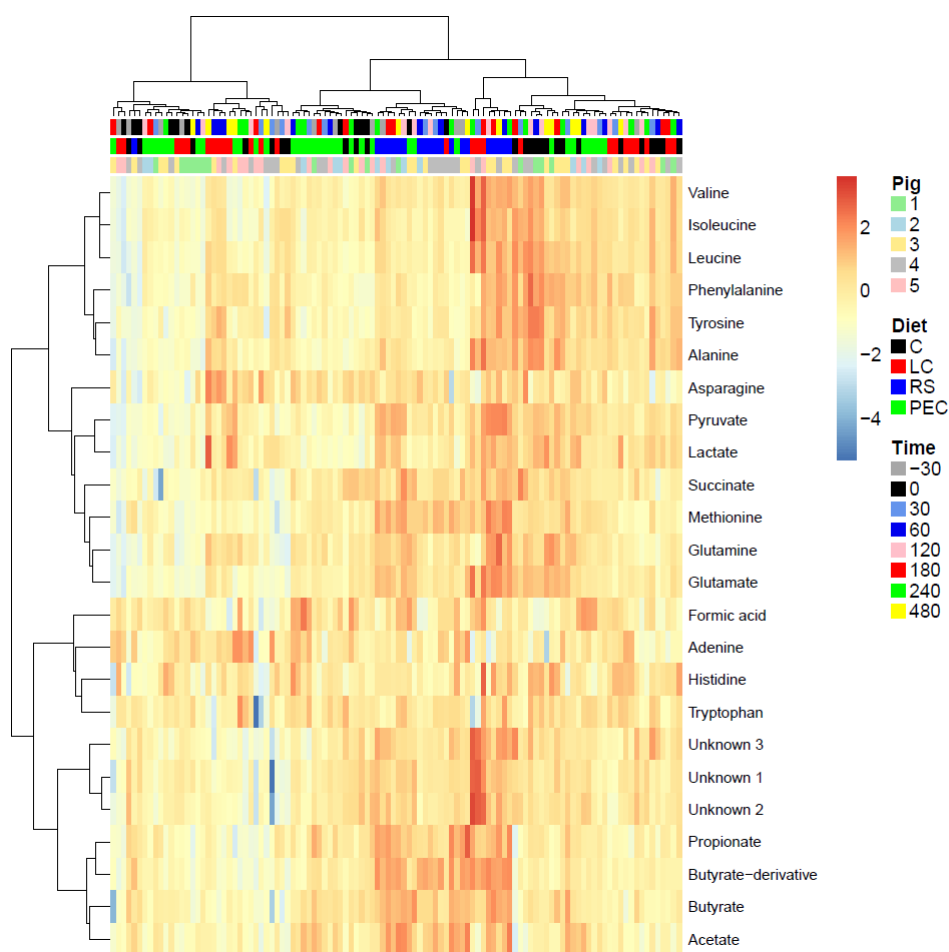 Valine
Isoleucine
Leucine
Phenylalanine
Tyrosine
Alanine
Asparagine
Pyruvate
Lactate
Succinate
Methionine
Glutamine
Glutamate
Formic acid
Adenine
Histidine
Tryptophan
Unknown 3
Unknown 1
Unknown 2
Propionate
Butyrate−derivative
Butyrate
Acetate
2
0
−2
−4
Pig
1
2
3
4
5
Diet
C
LC
RS
PEC
Time
−30
0
30
60
120
180
240
480